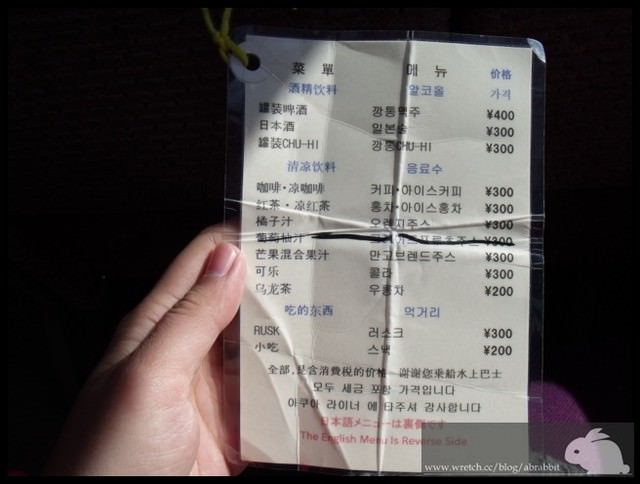 菜 單 메 뉴 价格
酒精饮料 알코올 가격
罐装啤酒 깡통맥주 ¥400
日本酒 일본술 ¥300
罐装CHU-HI 깡통CHU-HI ¥300
清凉饮料 음료수
咖啡·凉咖啡 커피·아이스커피 ¥300
红茶·凉红茶 홍차·아이스홍차 ¥300
橘子汁 오렌지주스 ¥300
葡萄柚汁 ¥300
芒果混合果汁 만고브렌드주스 ¥300
可乐 콜라 ¥300
乌龙茶 우롱차 ¥200
吃的东西 먹거리
RUSK 러스크 ¥300
小吃 스낵 ¥200
全部,是含消費税的价格 谢谢您乘船水上巴士
모두 세금 포함 가격입니다
아쿠아 라이너 에 타주셔 감사합니다
日本語メニューは裏側です
The English Menu Is Reverse Side
www.wretch.cc/blog/abrabbit